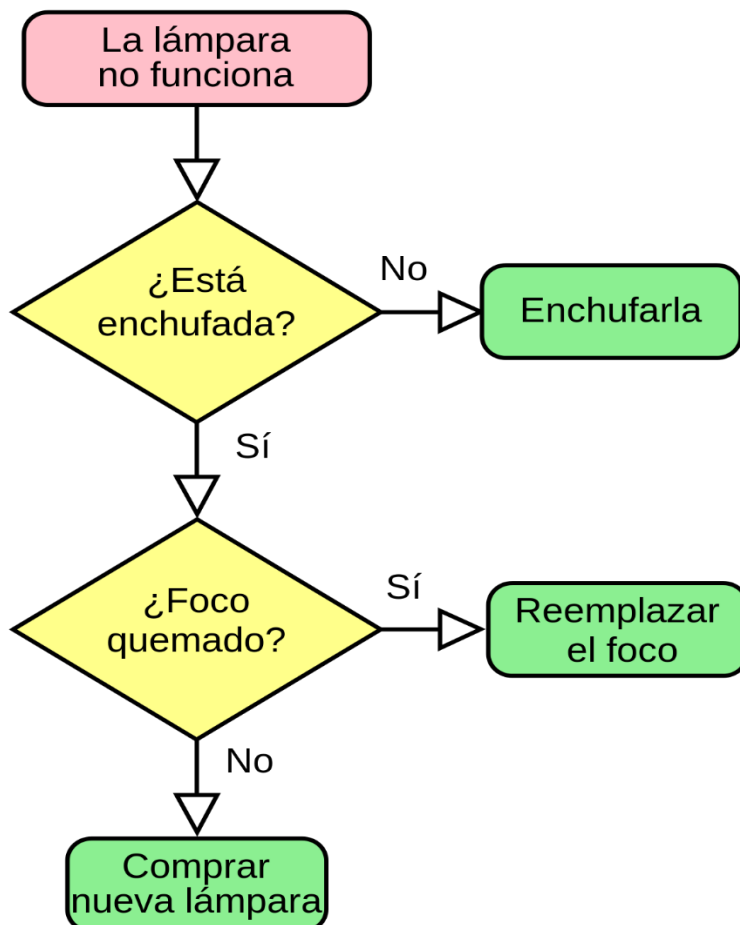 La lámpara
no funciona
¿Está
enchufada?
No
Enchufarla
Sí
¿Foco
quemado?
Sí
Reemplazar
el foco
No
Comprar
nueva lámpara